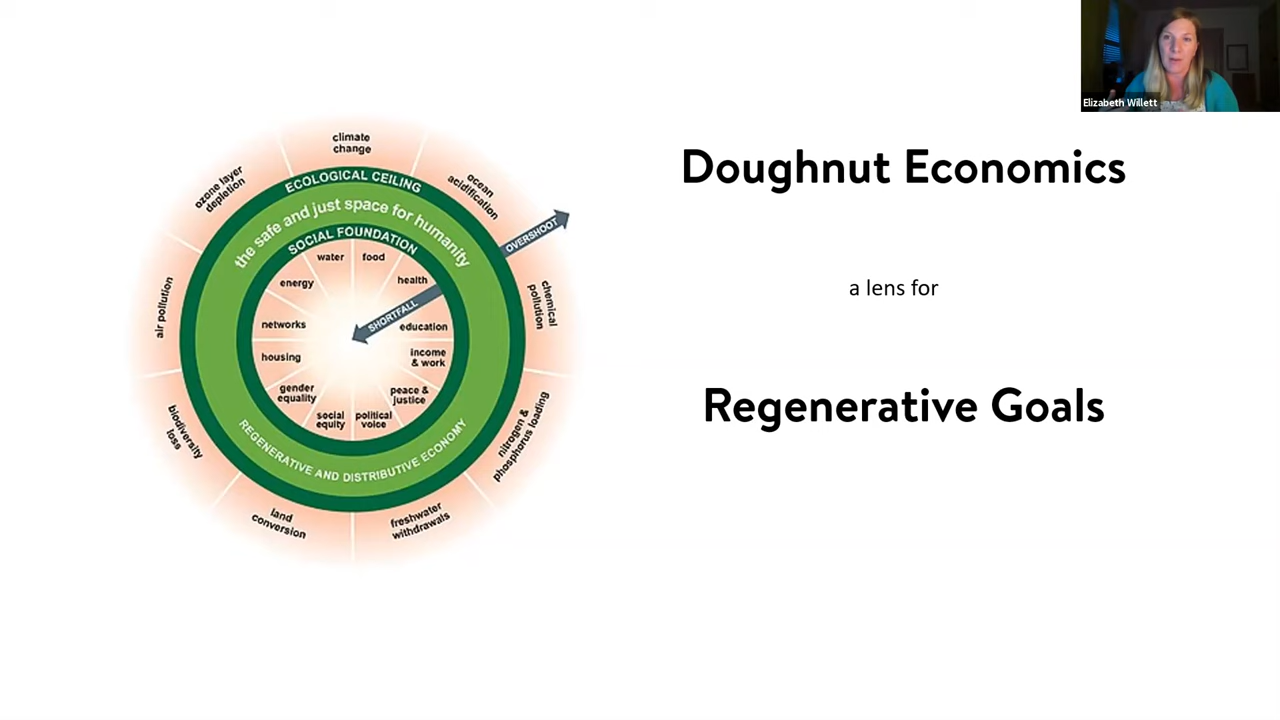 Elizabeth Willett
Doughnut Economics
a lens for
Regenerative Goals
climate
change
ocean
acidification
chemical
pollution
nitrogen &
phosphorus loading
freshwater
withdrawals
land
conversion
biodiversity
loss
air pollution
ozone layer
depletion
ECOLOGICAL CEILING
the safe and just space for humanity
SOCIAL FOUNDATION
OVERSHOOT
SHORTFALL
water
food
health
education
income
& work
peace &
justice
political
voice
social
equity
gender
equality
housing
networks
energy
REGENERATIVE AND DISTRIBUTIVE ECONOMY